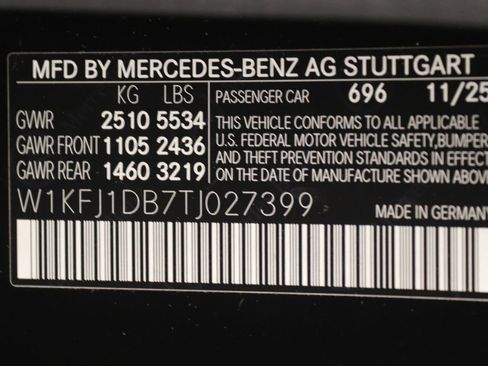 MFD BY MERCEDES-BENZ AG STUTTGART
KG LBS PASSENGER CAR 696 11/25
GVWR 2510 5534 THIS VEHICLE CONFORMS TO ALL APPLICABLE
GAWR FRONT 1105 2436 U.S. FEDERAL MOTOR VEHICLE SAFETY,BUMPER
GAWR REAR 1460 3219 AND THEFT PREVENTION STANDARDS IN EFFECT
ON THE DATE OF MANUFACTURE SHOWN ABOVE
W1KFJ1DB7TJ027399 MADE IN GERMANY